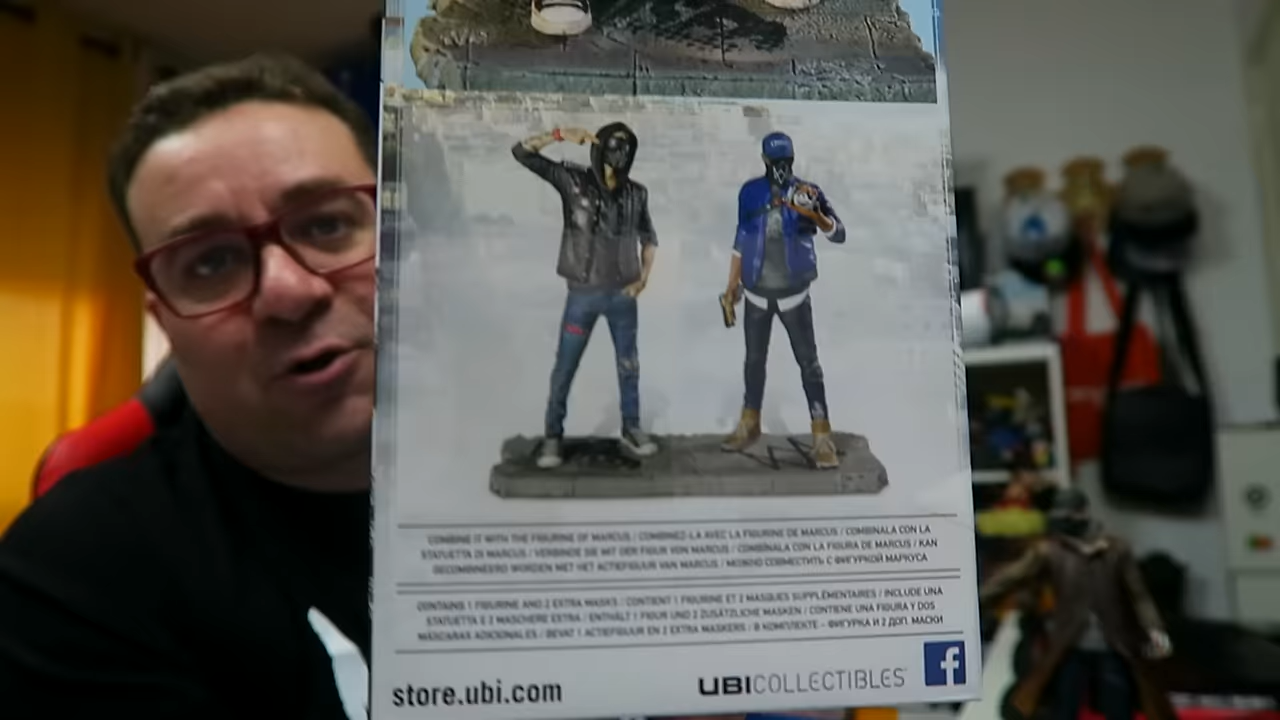 COMBINE IT WITH THE FIGURINE OF MARCUS / COMBINEZ-LA AVEC LA FIGURINE DE MARCUS / COMBINALA CON LA
STATUETTA DI MARCUS / VERBINDE SIE MIT DER FIGUR VON MARCUS / COMBÍNALA CON LA FIGURA DE MARCUS / KAN
GECOMBINEERD WORDEN MET HET ACTIEFIGUUR VAN MARCUS / МОЖНО СОВМЕСТИТЬ С ФИГУРКОЙ МАРКУСА
CONTAINS 1 FIGURINE AND 2 EXTRA MASKS / CONTIENT 1 FIGURINE ET 2 MASQUES SUPPLÉMENTAIRES / INCLUDE UNA
STATUETTA E 2 MASCHERE EXTRA / ENTHÄLT 1 FIGUR UND 2 ZUSÄTZLICHE MASKEN / CONTIENE UNA FIGURA Y DOS
MÁSCARAS ADICIONALES / BEVAT 1 ACTIEFIGUUR EN 2 EXTRA MASKERS / В КОМПЛЕКТЕ – ФИГУРКА И 2 ДОП. МАСКИ
store.ubi.com
UBICOLLECTIBLES™
f